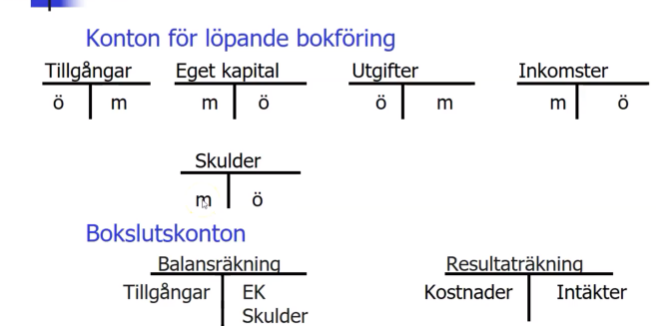 Konton för löpande bokföring
Tillgångar Eget kapital Utgifter Inkomster
ö m m ö ö m m ö
Skulder
m ö
Bokslutskonton
Balansräkning Resultaträkning
Tillgångar EK Kostnader Intäkter
Skulder